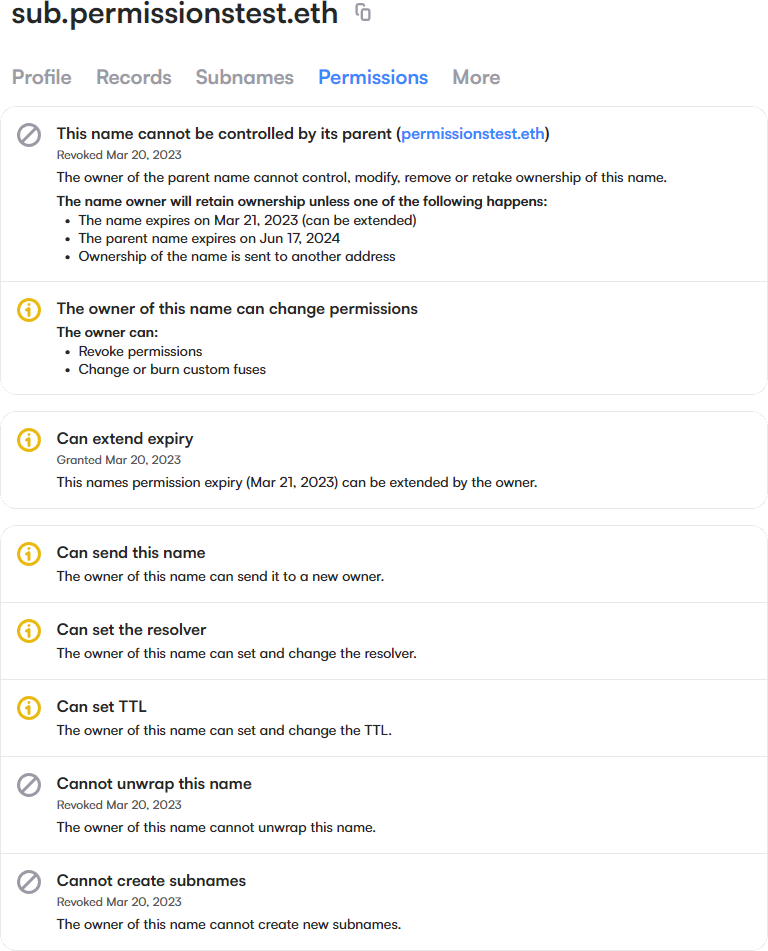 sub.permissionstest.eth
Profile Records Subnames Permissions More
This name cannot be controlled by its parent (permissionstest.eth)
Revoked Mar 20, 2023
The owner of the parent name cannot control, modify, remove or retake ownership of this name.
The name owner will retain ownership unless one of the following happens:
• The name expires on Mar 21, 2023 (can be extended)
• The parent name expires on Jun 17, 2024
• Ownership of the name is sent to another address
The owner of this name can change permissions
The owner can:
• Revoke permissions
• Change or burn custom fuses
Can extend expiry
Granted Mar 20, 2023
This names permission expiry (Mar 21, 2023) can be extended by the owner.
Can send this name
The owner of this name can send it to a new owner.
Can set the resolver
The owner of this name can set and change the resolver.
Can set TTL
The owner of this name can set and change the TTL.
Cannot unwrap this name
Revoked Mar 20, 2023
The owner of this name cannot unwrap this name.
Cannot create subnames
Revoked Mar 20, 2023
The owner of this name cannot create new subnames.